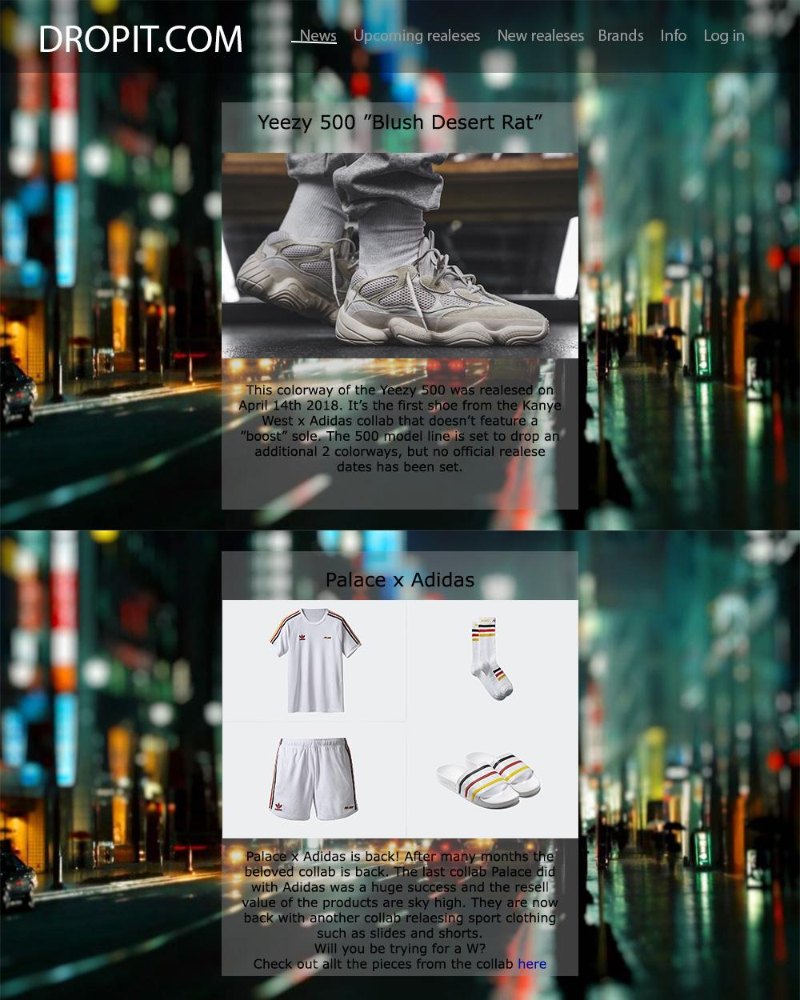 DROPIT.COM
News Upcoming realeses New realeses Brands Info Log in
Yeezy 500 ”Blush Desert Rat”
This colorway of the Yeezy 500 was realesed on
April 14th 2018. It’s the first shoe from the Kanye
West x Adidas collab that doesn’t feature a
”boost” sole. The 500 model line is set to drop an
additional 2 colorways, but no official realese
dates has been set.
Palace x Adidas
Palace x Adidas is back! After many months the
beloved collab is back. The last collab Palace did
with Adidas was a huge success and the resell
value of the products are sky high. They are now
back with another collab relaesing sport clothing
such as slides and shorts.
Will you be trying for a W?
Check out allt the pieces from the collab here